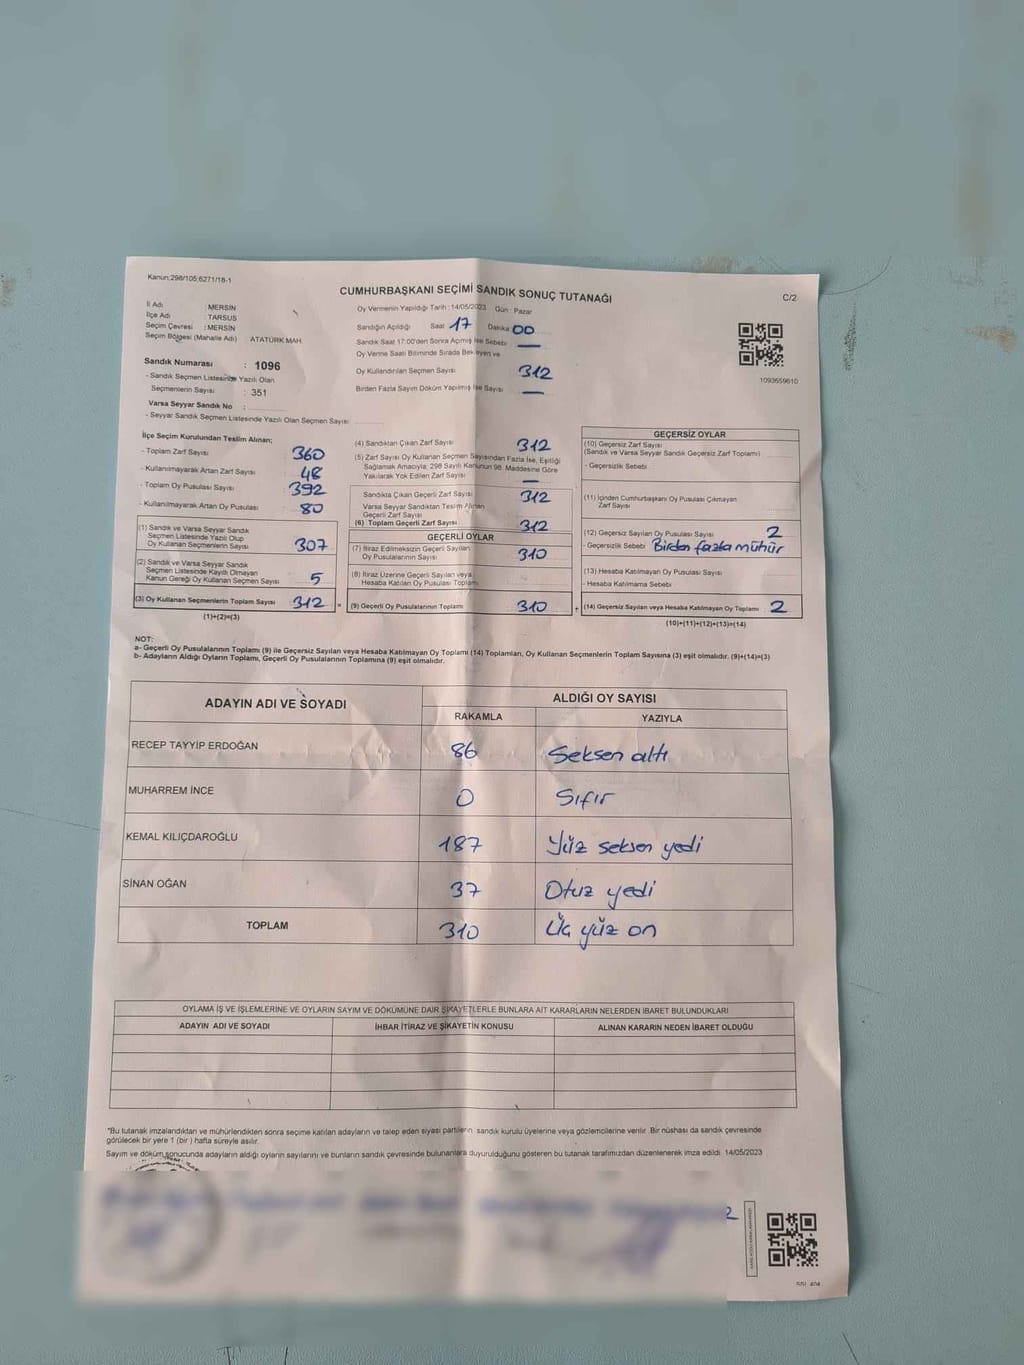 Kanun:298/105;6271/18-1
CUMHURBAŞKANI SEÇİMİ SANDIK SONUÇ TUTANAĞI
C/2
İl Adı : MERSİN
İlçe Adı : TARSUS
Seçim Çevresi : MERSİN
Seçim Bölgesi (Mahalle Adı) ATATÜRK MAH.
Sandık Numarası : 1096
- Sandık Seçmen Listesinde Yazılı Olan
Seçmenlerin Sayısı : 351
Varsa Seyyar Sandık No :
- Seyyar Sandık Seçmen Listesinde Yazılı Olan Seçmen Sayısı :
Oy Vermenin Yapıldığı Tarih : 14/05/2023 Gün : Pazar
Sandığın Açıldığı Saat 17 Dakika 00
Sandık Saat 17:00'den Sonra Açımış İse Sebebi —
Oy Verme Saati Bitiminde Sırada Bekleyen ve
Oy Kullandırılan Seçmen Sayısı 312
Birden Fazla Sayım Döküm Yapılmış İse Sayısı —
1093659610
İlçe Seçim Kurulundan Teslim Alınan;
- Toplam Zarf Sayısı 360
- Kullanılmayarak Artan Zarf Sayısı 48
- Toplam Oy Pusulası Sayısı 392
- Kullanılmayarak Artan Oy Pusulası 80
(1) Sandık ve Varsa Seyyar Sandık
Seçmen Listesinde Yazılı Olup
Oy Kullanan Seçmenlerin Sayısı 307
(2) Sandık ve Varsa Seyyar Sandık
Seçmen Listesinde Kayıtlı Olmayan
Kanun Gereği Oy Kullanan Seçmen Sayısı 5
(3) Oy Kullanan Seçmenlerin Toplam Sayısı 312 =
(1)+(2)=(3)
(4) Sandıktan Çıkan Zarf Sayısı 312
(5) Zarf Sayısı Oy Kullanan Seçmen Sayısından Fazla İse, Eşitliği
Sağlamak Amacıyla; 298 Sayılı Kanunun 98. Maddesine Göre
Yakılarak Yok Edilen Zarf Sayısı —
Sandıkta Çıkan Geçerli Zarf Sayısı 312
Varsa Seyyar Sandıktan Teslim Alınan
Geçerli Zarf Sayısı
(6) Toplam Geçerli Zarf Sayısı 312
GEÇERLİ OYLAR
(7) İtiraz Edilmeksizin Geçerli Sayılan
Oy Pusulalarının Sayısı 310
(8) İtiraz Üzerine Geçerli Sayılan veya
Hesaba Katılan Oy Pusulası Toplamı
(9) Geçerli Oy Pusulalarının Toplamı 310 +
GEÇERSİZ OYLAR
(10) Geçersiz Zarf Sayısı
(Sandık ve Varsa Seyyar Sandık Geçersiz Zarf Toplamı)
- Geçersizlik Sebebi
(11) İçinden Cumhurbaşkanı Oy Pusulası Çıkmayan
Zarf Sayısı
(12) Geçersiz Sayılan Oy Pusulası Sayısı 2
- Geçersizlik Sebebi Birden fazla mühür
(13) Hesaba Katılmayan Oy Pusulası Sayısı
- Hesaba Katılmama Sebebi
(14) Geçersiz Sayılan veya Hesaba Katılmayan Oy Toplamı 2
(10)+(11)+(12)+(13)=(14)
NOT:
a- Geçerli Oy Pusulalarının Toplamı (9) ile Geçersiz Sayılan veya Hesaba Katılmayan Oy Toplamı (14) Toplamları, Oy Kullanan Seçmenlerin Toplam Sayısına (3) eşit olmalıdır. (9)+(14)=(3)
b- Adayların Aldığı Oyların Toplamı, Geçerli Oy Pusulalarının Toplamına (9) eşit olmalıdır.
ADAYIN ADI VE SOYADI
ALDIĞI OY SAYISI
RAKAMLA YAZIYLA
RECEP TAYYİP ERDOĞAN 86 Seksen altı
MUHARREM İNCE 0 Sıfır
KEMAL KILIÇDAROĞLU 187 Yüz seksen yedi
SİNAN OĞAN 37 Otuz yedi
TOPLAM 310 Üç yüz on
OYLAMA İŞ VE İŞLEMLERİNE VE OYLARIN SAYIM VE DÖKÜMÜNE DAİR ŞİKAYETLERLE BUNLARA AİT KARARLARIN NELERDEN İBARET BULUNDUKLARI
ADAYIN ADI VE SOYADI İHBAR İTİRAZ VE ŞİKAYETİN KONUSU ALINAN KARARIN NEDEN İBARET OLDUĞU
*Bu tutanak imzalandıktan ve mühürlendikten sonra seçime katılan adayların ve talep eden siyasi partilerin sandık kurulu üyelerine veya gözlemcilerine verilir. Bir nüshası da sandık çevresinde
görülecek bir yere 1 (bir) hafta süreyle asılır.
Sayım ve döküm sonucunda adayların aldığı oyların sayılarını ve bunların sandık çevresinde bulunanlara duyurulduğunu gösteren bu tutanak tarafımızdan düzenlenerek imza edildi. 14/05/2023